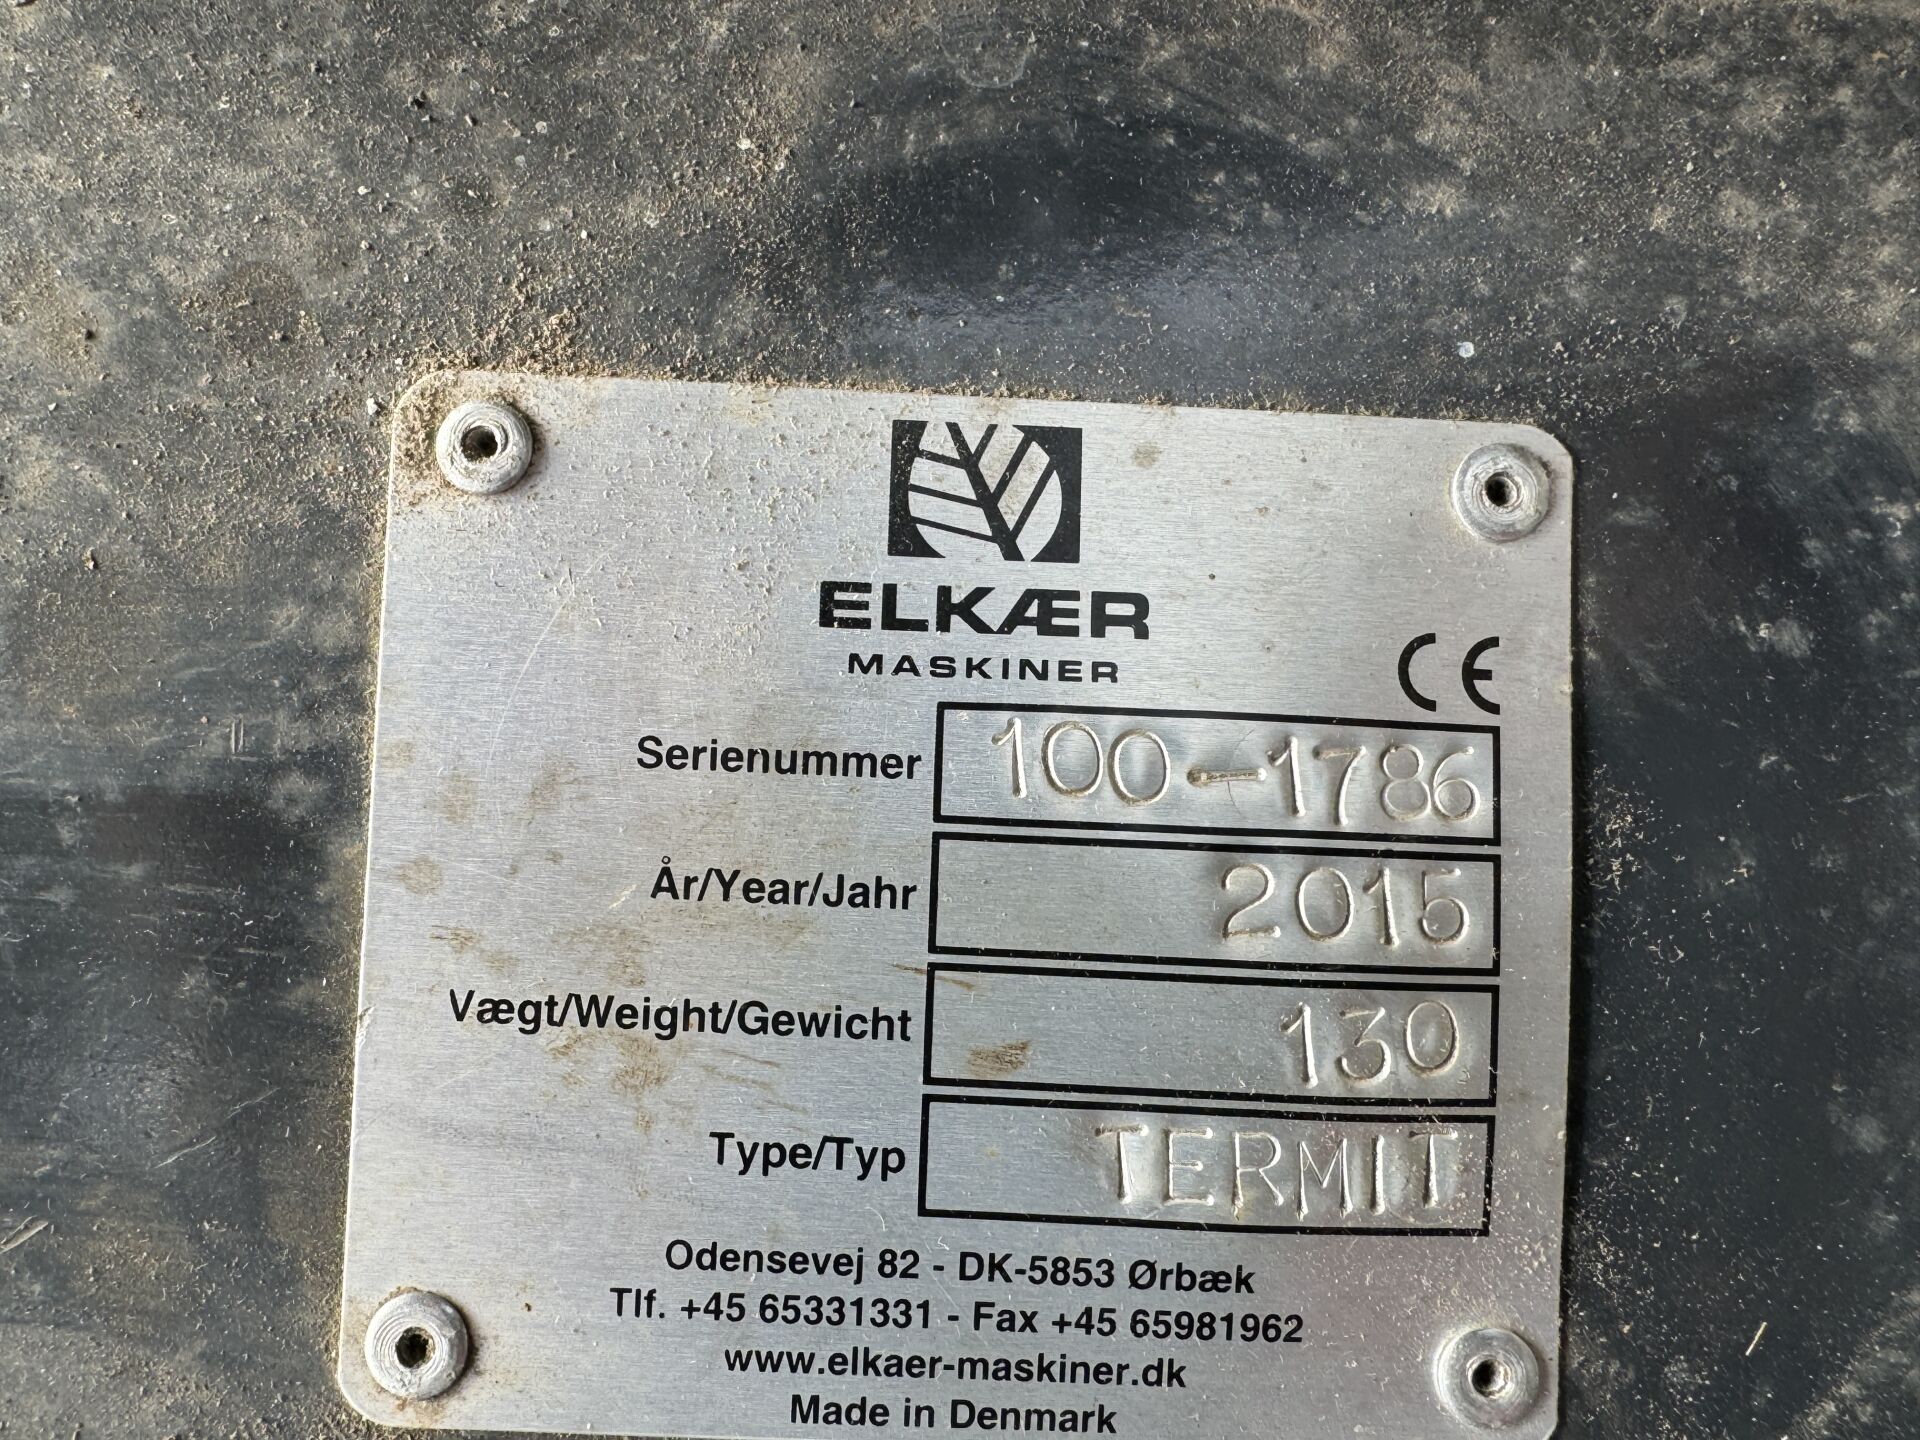 ELKÆR
MASKINER
CE
Serienummer 100-1786
År/Year/Jahr 2015
Vægt/Weight/Gewicht 130
Type/Typ TERMIT
Odensevej 82 - DK-5853 Ørbæk
Tlf. +45 65331331 - Fax +45 65981962
www.elkaer-maskiner.dk
Made in Denmark